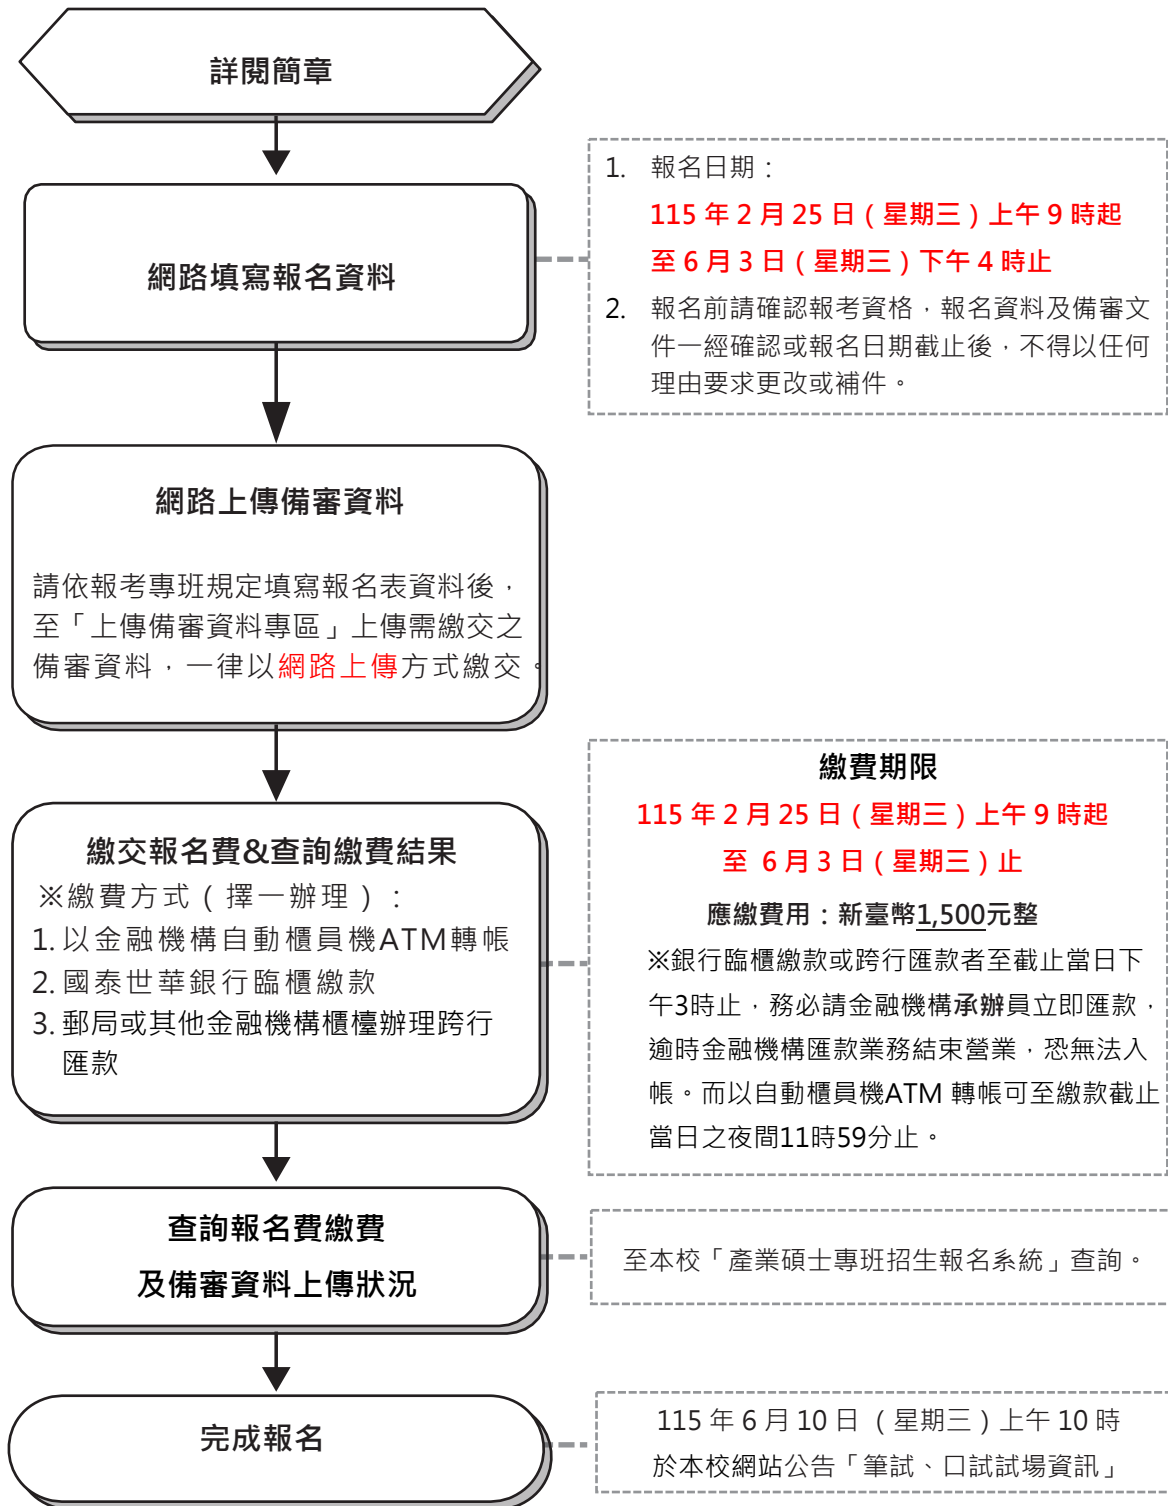 詳閱簡章
網路填寫報名資料
1. 報名日期：
115 年 2 月 25 日（星期三）上午 9 時起
至 6 月 3 日（星期三）下午 4 時止
2. 報名前請確認報考資格，報名資料及備審文
件一經確認或報名日期截止後，不得以任何
理由要求更改或補件。
網路上傳備審資料
請依報考專班規定填寫報名表資料後，
至「上傳備審資料專區」上傳需繳交之
備審資料，一律以網路上傳方式繳交。
繳交報名費&查詢繳費結果
※繳費方式（擇一辦理）：
1. 以金融機構自動櫃員機ATM轉帳
2. 國泰世華銀行臨櫃繳款
3. 郵局或其他金融機構櫃檯辦理跨行
匯款
繳費期限
115 年 2 月 25 日（星期三）上午 9 時起
至 6 月 3 日（星期三）止
應繳費用：新臺幣1,500元整
※銀行臨櫃繳款或跨行匯款者至截止當日下
午3時止，務必請金融機構承辦員立即匯款，
逾時金融機構匯款業務結束營業，恐無法入
帳。而以自動櫃員機ATM 轉帳可至繳款截止
當日之夜間11時59分止。
查詢報名費繳費
及備審資料上傳狀況
至本校「產業碩士專班招生報名系統」查詢。
完成報名
115 年 6 月 10 日 （星期三）上午 10 時
於本校網站公告「筆試、口試試場資訊」